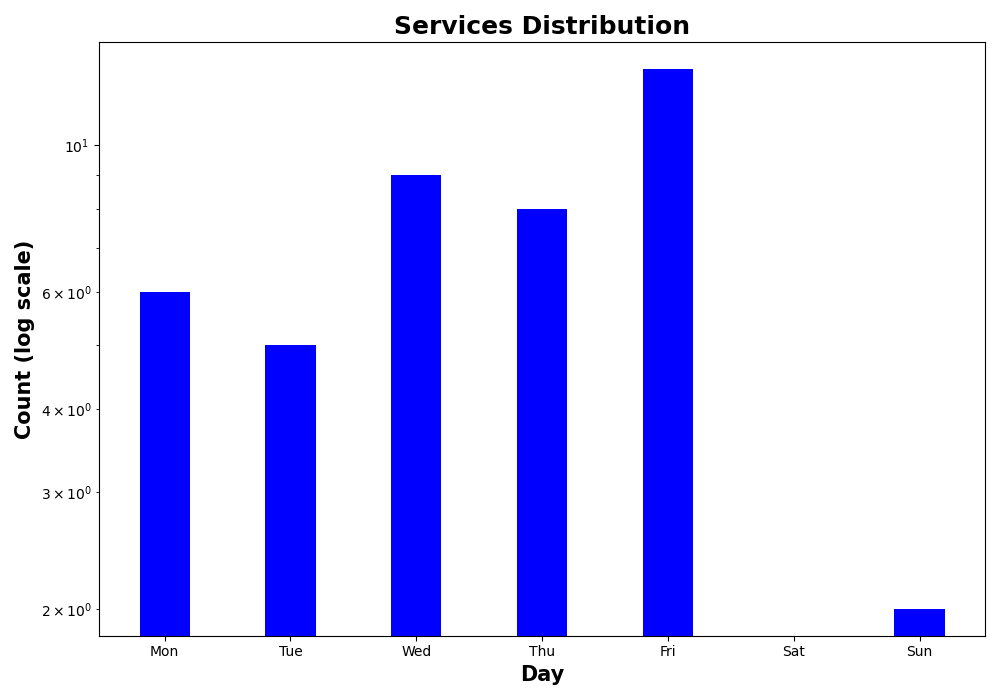 Services Distribution
Count (log scale)
10¹
6 × 10⁰
4 × 10⁰
3 × 10⁰
2 × 10⁰
Mon Tue Wed Thu Fri Sat Sun
Day